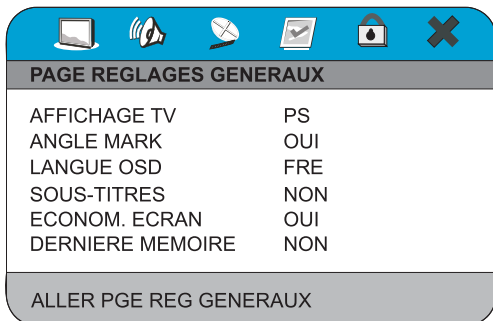 PAGE REGLAGES GENERAUX
AFFICHAGE TV PS
ANGLE MARK OUI
LANGUE OSD FRE
SOUS-TITRES NON
ECONOM. ECRAN OUI
DERNIERE MEMOIRE NON
ALLER PGE REG GENERAUX